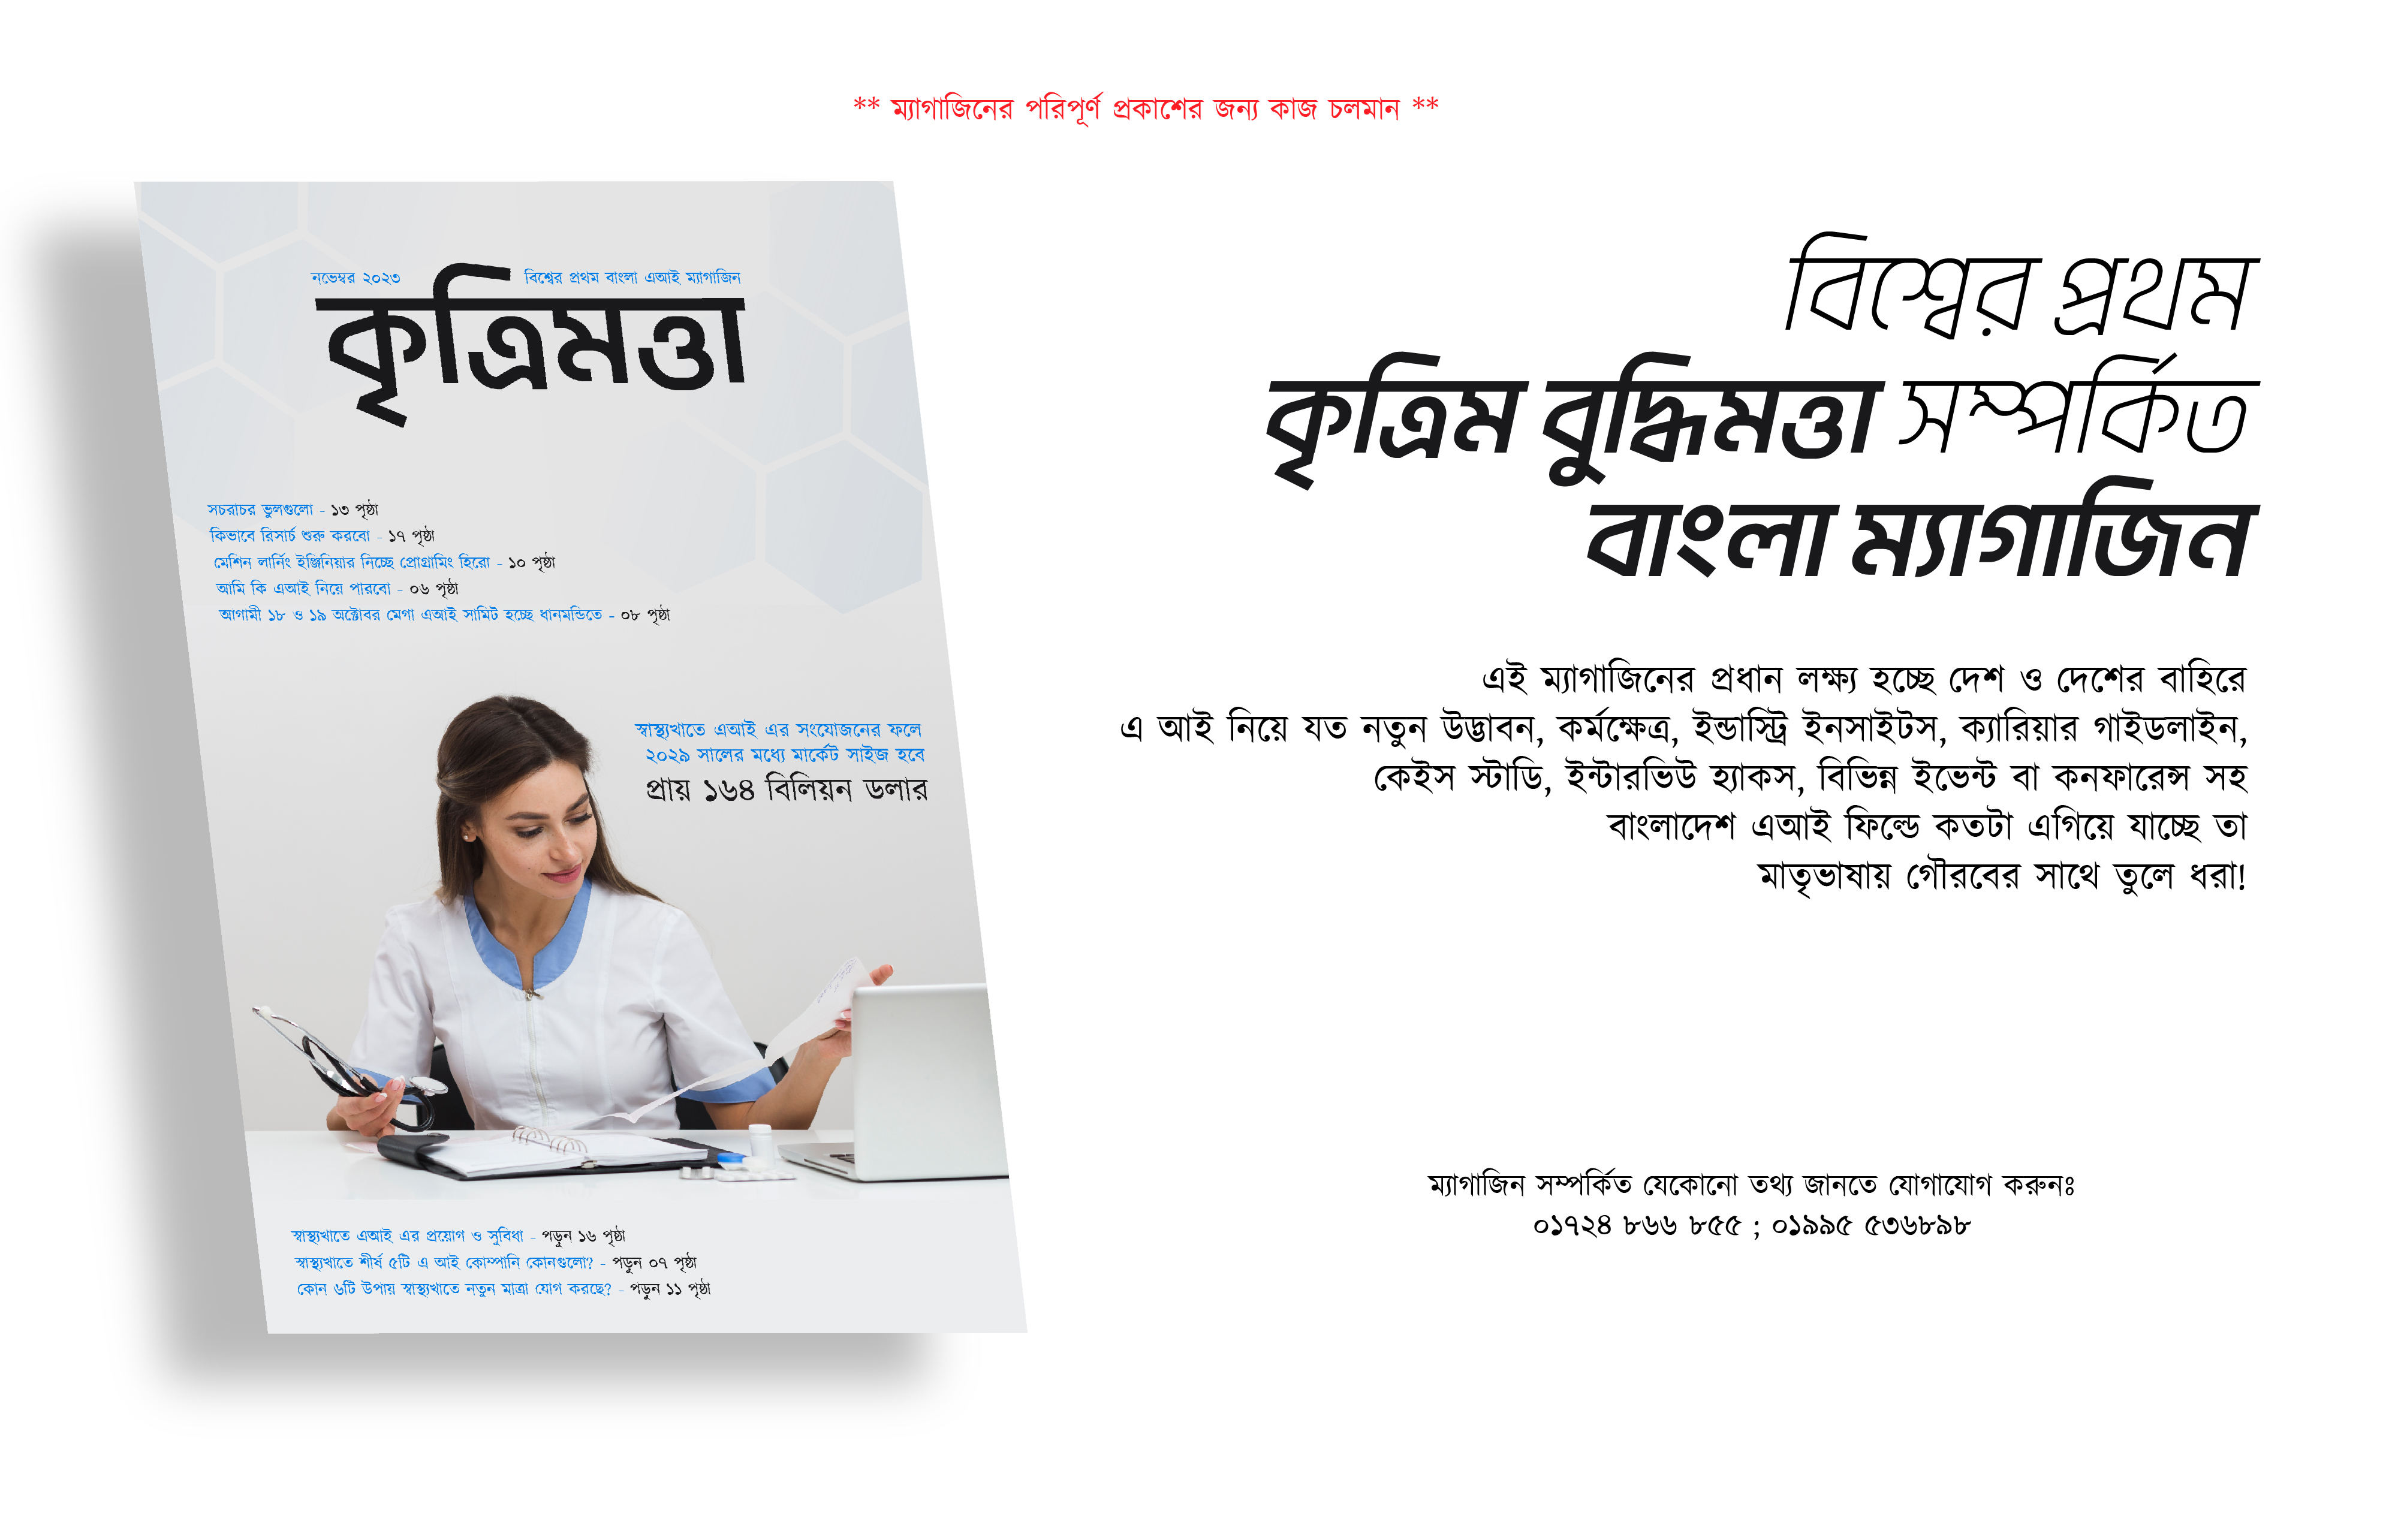 ** ম্যাগাজিনের পরিপূর্ণ প্রকাশের জন্য কাজ চলমান **
নভেম্বর ২০২৩
বিশ্বের প্রথম বাংলা এআই ম্যাগাজিন
কৃত্রিমত্তা
সচরাচর ভুলগুলো - ১৩ পৃষ্ঠা
কিভাবে রিসার্চ শুরু করবো - ১৭ পৃষ্ঠা
মেশিন লার্নিং ইঞ্জিনিয়ার নিচ্ছে প্রোগ্রামিং হিরো - ১০ পৃষ্ঠা
আমি কি এআই নিয়ে পারবো - ০৬ পৃষ্ঠা
আগামী ১৮ ও ১৯ অক্টোবর মেগা এআই সামিট হচ্ছে ধানমন্ডিতে - ০৮ পৃষ্ঠা
স্বাস্থ্যখাতে এআই এর সংযোজনের ফলে
২০২৯ সালের মধ্যে মার্কেট সাইজ হবে
প্রায় ১৬৪ বিলিয়ন ডলার
স্বাস্থ্যখাতে এআই এর প্রয়োগ ও সুবিধা - পড়ুন ১৬ পৃষ্ঠা
স্বাস্থ্যখাতে শীর্ষ ৫টি এ আই কোম্পানি কোনগুলো? - পড়ুন ০৭ পৃষ্ঠা
কোন ৬টি উপায় স্বাস্থ্যখাতে নতুন মাত্রা যোগ করছে? - পড়ুন ১১ পৃষ্ঠা
বিশ্বের প্রথম
কৃত্রিম বুদ্ধিমত্তা সম্পর্কিত
বাংলা ম্যাগাজিন
এই ম্যাগাজিনের প্রধান লক্ষ্য হচ্ছে দেশ ও দেশের বাহিরে
এ আই নিয়ে যত নতুন উদ্ভাবন, কর্মক্ষেত্র, ইন্ডাস্ট্রি ইনসাইটস, ক্যারিয়ার গাইডলাইন,
কেইস স্টাডি, ইন্টারভিউ হ্যাকস, বিভিন্ন ইভেন্ট বা কনফারেন্স সহ
বাংলাদেশ এআই ফিল্ডে কতটা এগিয়ে যাচ্ছে তা
মাতৃভাষায় গৌরবের সাথে তুলে ধরা!
ম্যাগাজিন সম্পর্কিত যেকোনো তথ্য জানতে যোগাযোগ করুনঃ
০১৭২৪ ৮৬৬ ৮৫৫ ; ০১৯৯৫ ৫৩৬৮৯৮